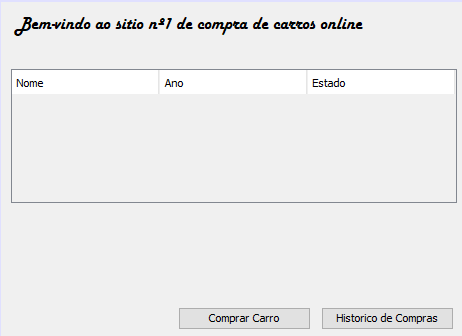 Bem-vindo ao sitio nº1 de compra de carros online
Nome Ano Estado
Comprar Carro Historico de Compras